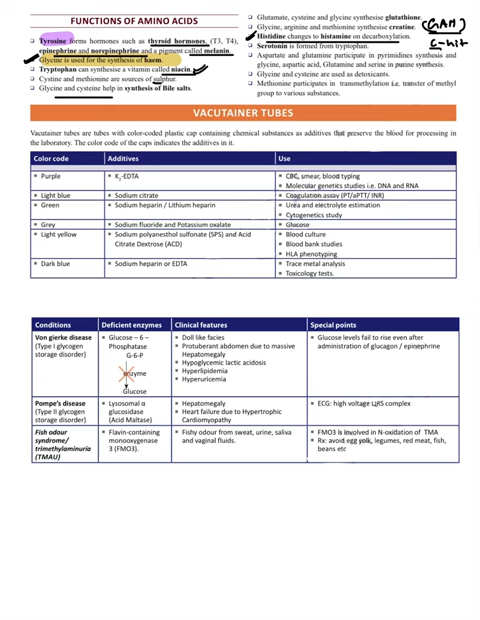 FUNCTIONS OF AMINO ACIDS
Tyrosine forms hormones such as thyroid hormones, (T3, T4),
epinephrine and norepinephrine and a pigment called melanin.
Glycine is used for the synthesis of haem.
Tryptophan can synthesise a vitamin called niacin.
Cystine and methionine are sources of sulphur.
Glycine and cysteine help in synthesis of Bile salts.
Glutamate, cysteine and glycine synthesise glutathione.
Glycine, arginine and methionine synthesise creatine. (GAM)
Histidine changes to histamine on decarboxylation.
Serotonin is formed from tryptophan.
Aspartate and glutamine participate in pyrimidines synthesis and
glycine, aspartic acid, Glutamine and serine in purine synthesis.
Glycine and cysteine are used as detoxicants.
Methionine participates in transmethylation i.e. transfer of methyl
group to various substances.
VACUTAINER TUBES
Vacutainer tubes are tubes with color-coded plastic cap containing chemical substances as additives that preserve the blood for processing in
the laboratory. The color code of the caps indicates the additives in it.
Color code Additives Use
Purple K2-EDTA CBC, smear, blood typing
Molecular genetics studies i.e. DNA and RNA
Light blue Sodium citrate Coagulation assay (PT/aPTT/ INR)
Green Sodium heparin / Lithium heparin Urea and electrolyte estimation
Cytogenetics study
Grey Sodium fluoride and Potassium oxalate Glucose
Light yellow Sodium polyanesthol sulfonate (SPS) and Acid Citrate Dextrose (ACD) Blood culture
Blood bank studies
HLA phenotyping
Dark blue Sodium heparin or EDTA Trace metal analysis
Toxicology tests.
Conditions Deficient enzymes Clinical features Special points
Von gierke disease
(Type I glycogen
storage disorder)
Glucose – 6 –
Phosphatase
G-6-P
enzyme
Glucose
Doll like facies
Protuberant abdomen due to massive
Hepatomegaly
Hypoglycemic lactic acidosis
Hyperlipidemia
Hyperuricemia
Glucose levels fail to rise even after
administration of glucagon / epinephrine
Pompe's disease
(Type II glycogen
storage disorder)
Lysosomal α
glucosidase
(Acid Maltase)
Hepatomegaly
Heart failure due to Hypertrophic
Cardiomyopathy
ECG: high voltage QRS complex
Fish odour
syndrome/
trimethylaminuria
(TMAU)
Flavin-containing
monooxygenase
3 (FMO3).
Fishy odour from sweat, urine, saliva
and vaginal fluids.
FMO3 is involved in N-oxidation of TMA
Rx: avoid egg yolk, legumes, red meat, fish,
beans etc